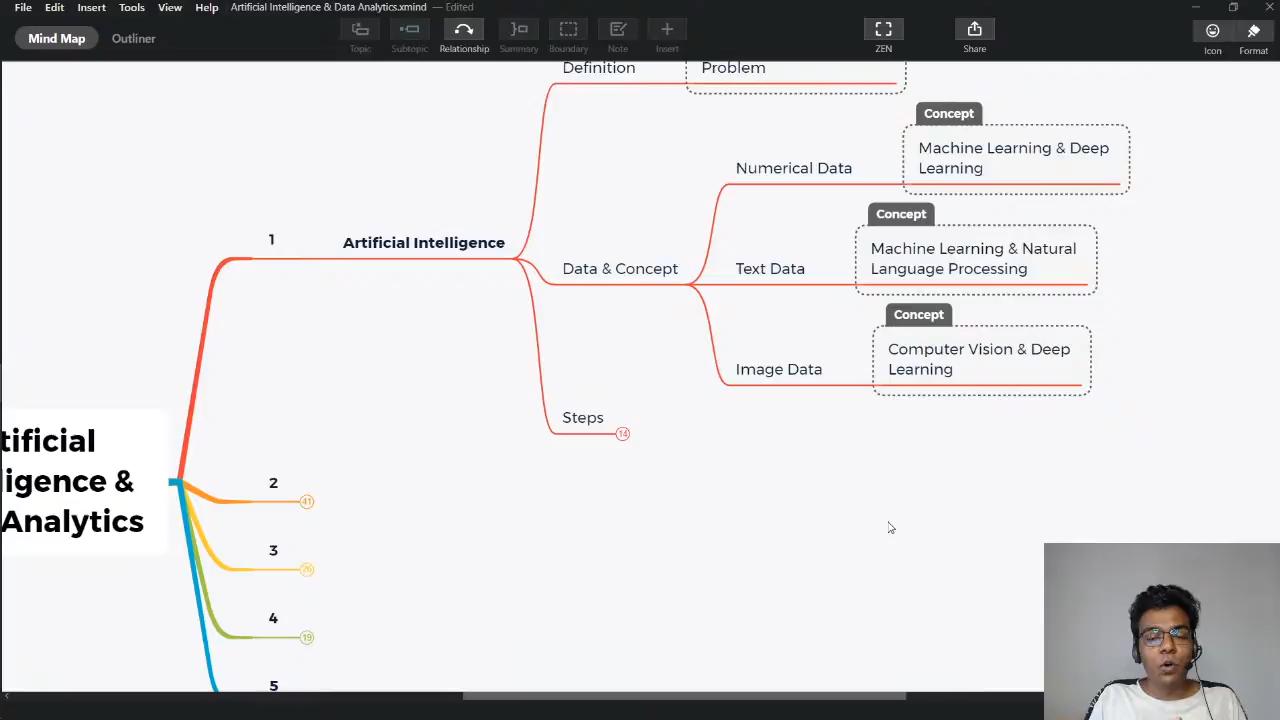 File Edit Insert Tools View Help Artificial Intelligence & Data Analytics.xmind — Edited
Mind Map Outliner
Topic Subtopic Relationship Summary Boundary Note Insert ZEN Share Icon Format
Definition
Problem
Concept
Numerical Data
Machine Learning & Deep
Learning
Concept
1
Artificial Intelligence
Data & Concept
Text Data
Machine Learning & Natural
Language Processing
Concept
Image Data
Computer Vision & Deep
Learning
Steps
14
tificial
ligence &
Analytics
2
41
3
26
4
19
5